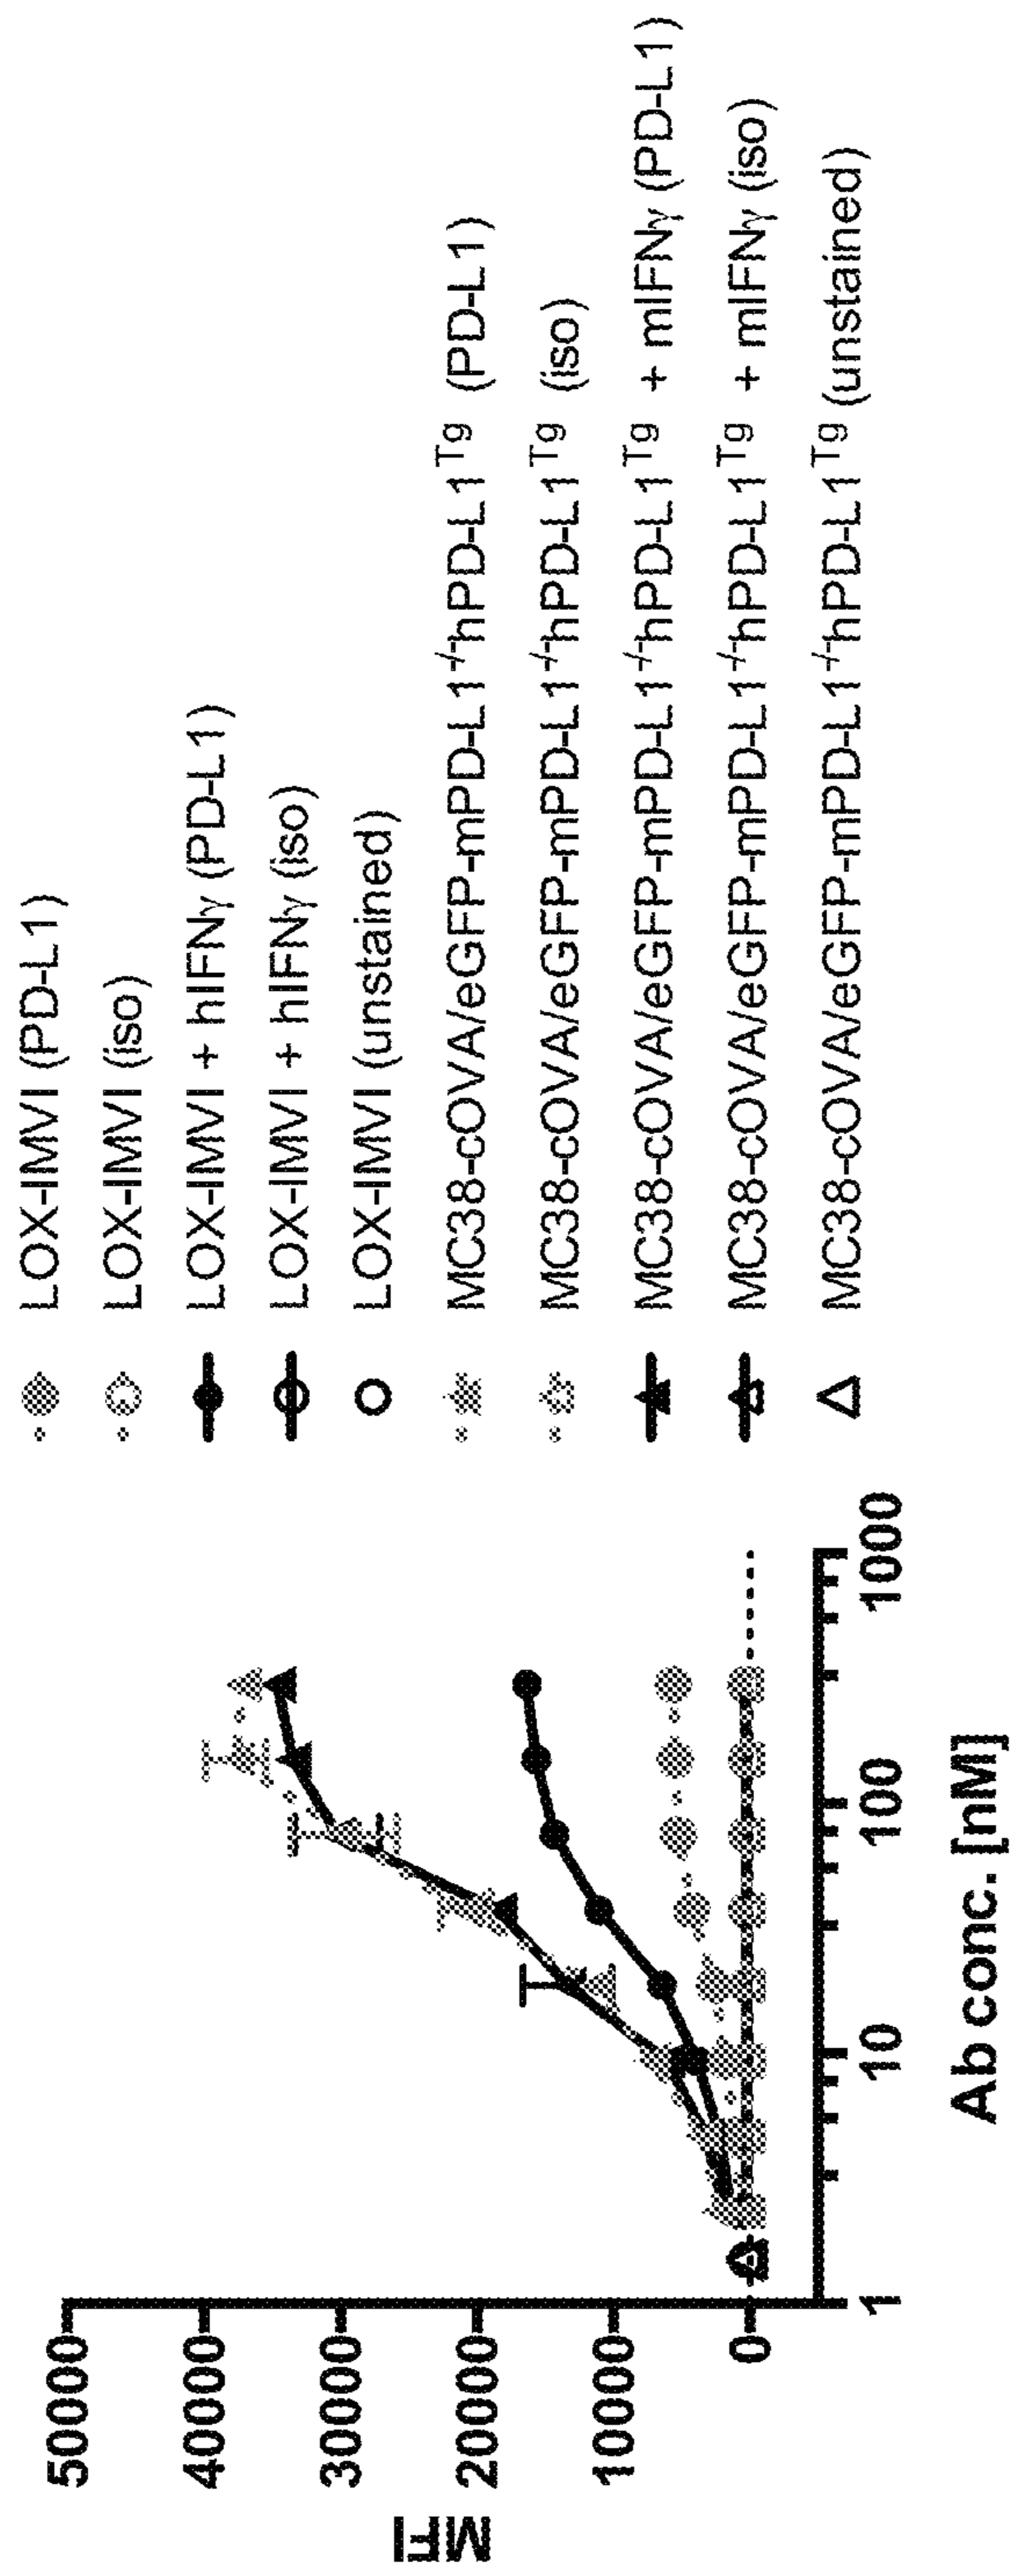 MFI
50000
40000
30000
20000
10000
0
1
10
100
1000
Ab conc. [nM]
LOX-IMVI (PD-L1)
LOX-IMVI (iso)
LOX-IMVI + hIFNγ (PD-L1)
LOX-IMVI + hIFNγ (iso)
LOX-IMVI (unstained)
MC38-cOVA/eGFP-mPD-L1-/-hPD-L1Tg (PD-L1)
MC38-cOVA/eGFP-mPD-L1-/-hPD-L1Tg (iso)
MC38-cOVA/eGFP-mPD-L1-/-hPD-L1Tg + mIFNγ (PD-L1)
MC38-cOVA/eGFP-mPD-L1-/-hPD-L1Tg + mIFNγ (iso)
MC38-cOVA/eGFP-mPD-L1-/-hPD-L1Tg (unstained)